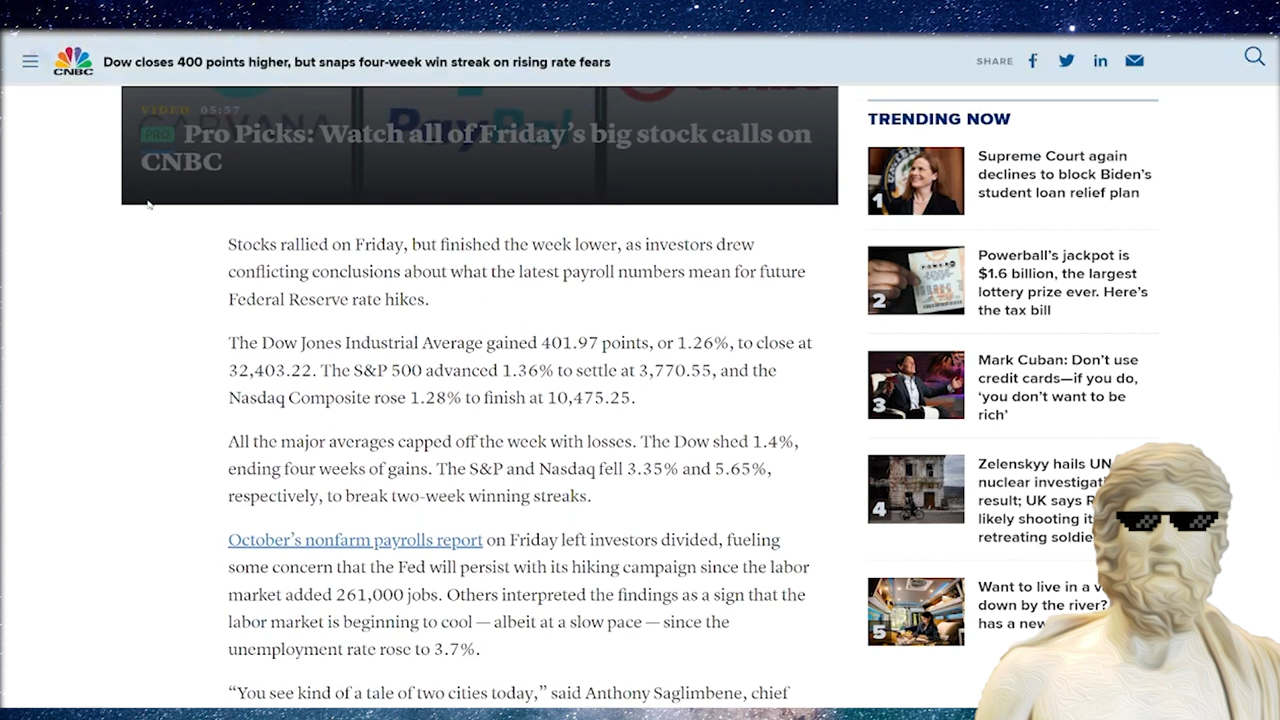 CNBC
Dow closes 400 points higher, but snaps four-week win streak on rising rate fears
SHARE
VIDEO 05:57
PRO Pro Picks: Watch all of Friday's big stock calls on
CNBC
Stocks rallied on Friday, but finished the week lower, as investors drew
conflicting conclusions about what the latest payroll numbers mean for future
Federal Reserve rate hikes.
The Dow Jones Industrial Average gained 401.97 points, or 1.26%, to close at
32,403.22. The S&P 500 advanced 1.36% to settle at 3,770.55, and the
Nasdaq Composite rose 1.28% to finish at 10,475.25.
All the major averages capped off the week with losses. The Dow shed 1.4%,
ending four weeks of gains. The S&P and Nasdaq fell 3.35% and 5.65%,
respectively, to break two-week winning streaks.
October's nonfarm payrolls report on Friday left investors divided, fueling
some concern that the Fed will persist with its hiking campaign since the labor
market added 261,000 jobs. Others interpreted the findings as a sign that the
labor market is beginning to cool — albeit at a slow pace — since the
unemployment rate rose to 3.7%.
“You see kind of a tale of two cities today,” said Anthony Saglimbene, chief
TRENDING NOW
1
Supreme Court again
declines to block Biden's
student loan relief plan
2
Powerball's jackpot is
$1.6 billion, the largest
lottery prize ever. Here's
the tax bill
3
Mark Cuban: Don't use
credit cards—if you do,
'you don't want to be
rich'
4
Zelenskyy hails UN
nuclear
result; UK says
likely shooting
retreating
5
Want to live in a
down by the river?
has a new